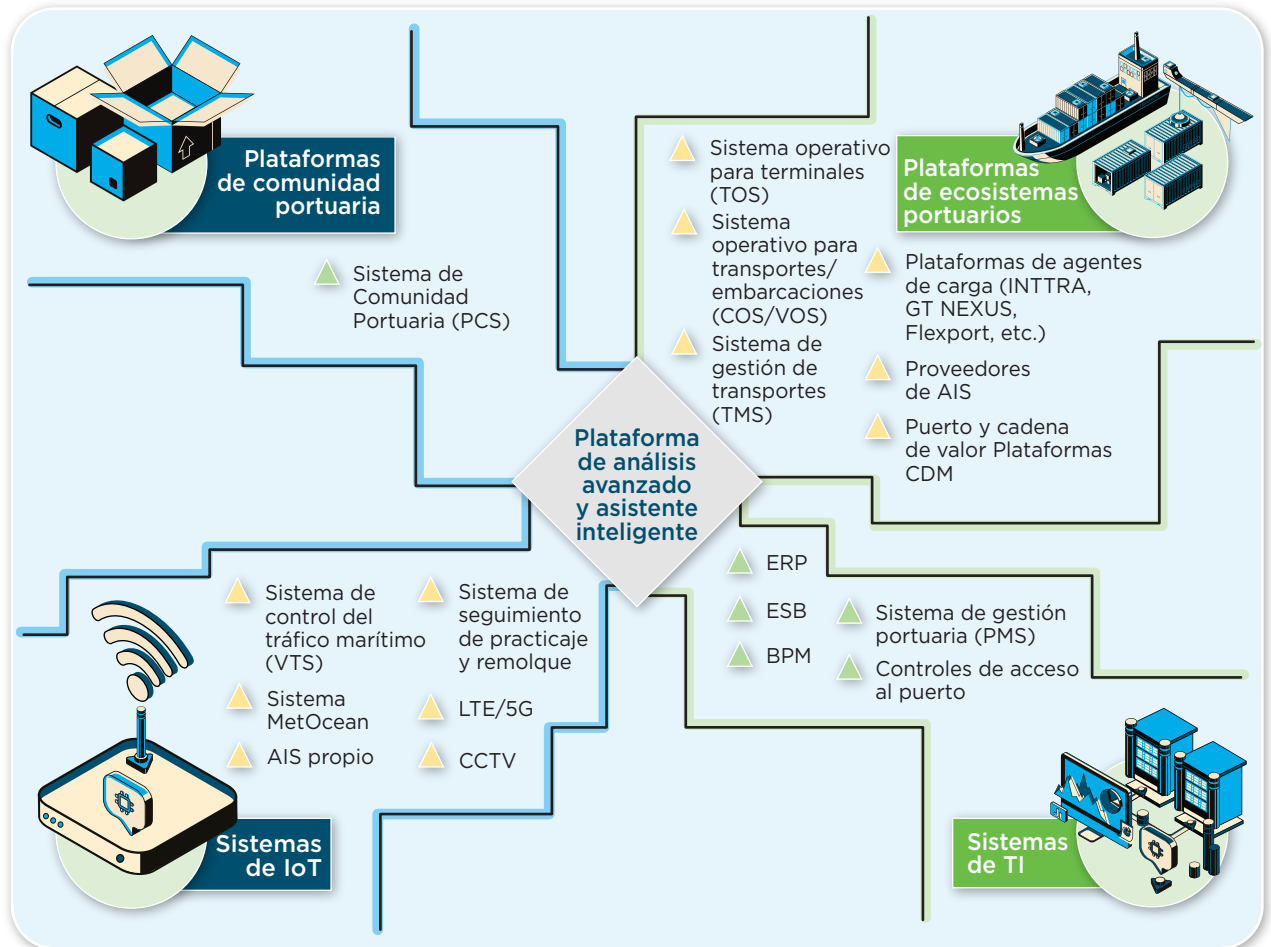 Plataformas
de comunidad
portuaria
Sistema de
Comunidad
Portuaria (PCS)
Sistema operativo
para terminales
(TOS)
Sistema
operativo para
transportes/
embarcaciones
(COS/VOS)
Sistema de
gestión de
transportes
(TMS)
Plataformas
de ecosistemas
portuarios
Plataformas de agentes
de carga (INTTRA,
GT NEXUS,
Flexport, etc.)
Proveedores
de AIS
Puerto y cadena
de valor Plataformas
CDM
Plataforma
de análisis
avanzado
y asistente
inteligente
Sistema de
control del
tráfico marítimo
(VTS)
Sistema
MetOcean
AIS propio
Sistema de
seguimiento
de practicaje
y remolque
LTE/5G
CCTV
Sistemas
de IoT
ERP
ESB
BPM
Sistema de gestión
portuaria (PMS)
Controles de acceso
al puerto
Sistemas
de TI